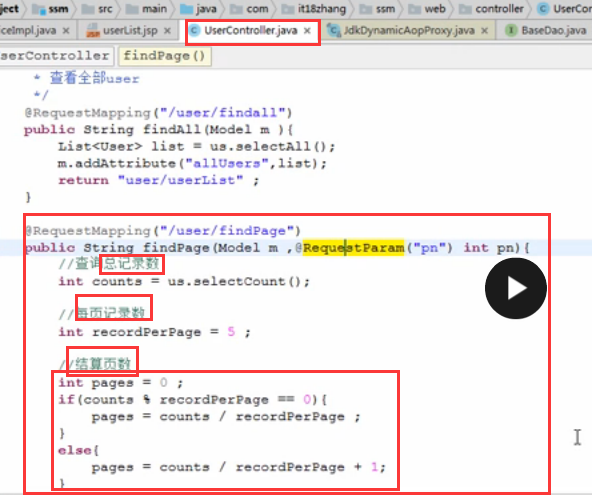 ject ssm src main java com it18zhang ssm web controller UserCon
iceImpl.java userList.jsp UserController.java JdkDynamicAopProxy.java BaseDao.java
serController findPage()
* 查看全部user
*/
@RequestMapping("/user/findall")
public String findAll(Model m ){
List<User> list = us.selectAll();
m.addAttribute("allUsers",list);
return "user/userList" ;
}
@RequestMapping("/user/findPage")
public String findPage(Model m ,@RequestParam("pn") int pn){
//查询总记录数
int counts = us.selectCount();
//每页记录数
int recordPerPage = 5 ;
//结算页数
int pages = 0 ;
if(counts % recordPerPage == 0){
pages = counts / recordPerPage ;
}
else{
pages = counts / recordPerPage + 1;
}